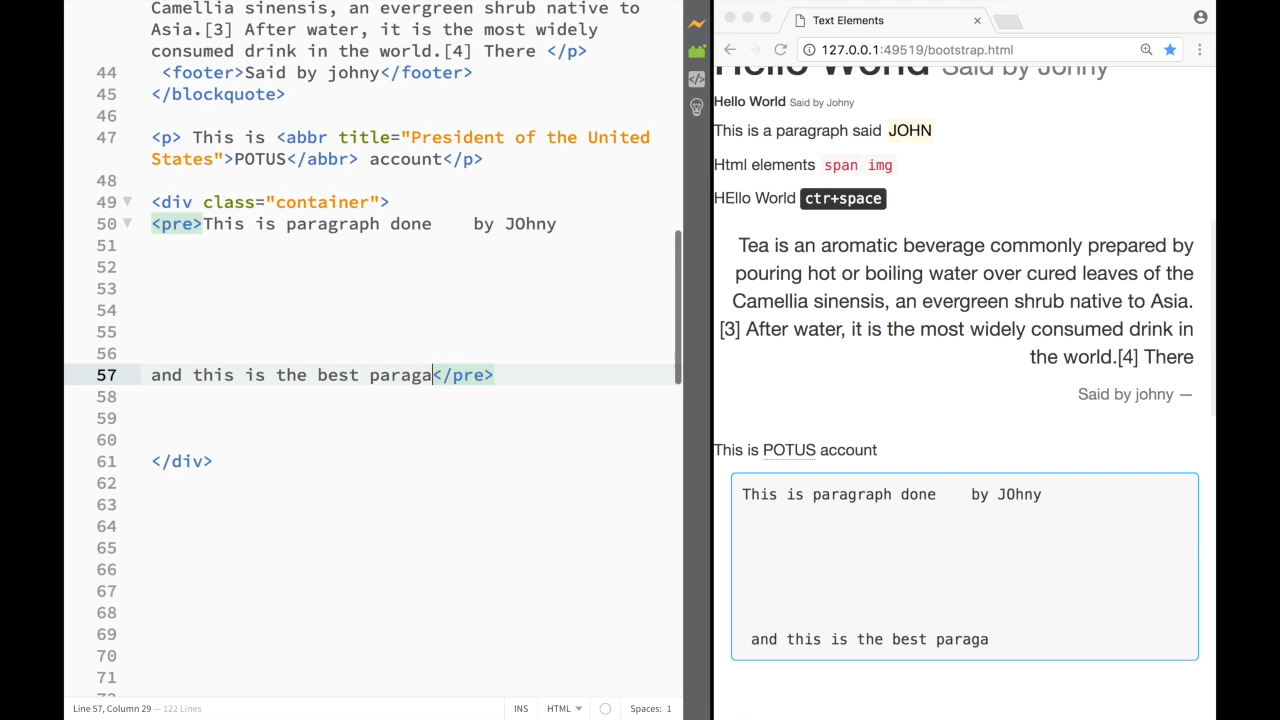 Camellia sinensis, an evergreen shrub native to
Asia.[3] After water, it is the most widely
consumed drink in the world.[4] There </p>
44 <footer>Said by johny</footer>
45 </blockquote>
46
47 <p> This is <abbr title="President of the United
States">POTUS</abbr> account</p>
48
49 <div class="container">
50 <pre>This is paragraph done    by JOhny
51
52
53
54
55
56
57 and this is the best paraga</pre>
58
59
60
61 </div>
62
63
64
65
66
67
68
69
70
71
Line 57, Column 29 — 122 Lines
INS HTML Spaces: 1
Text Elements
127.0.0.1:49519/bootstrap.html
Hello World Said by Johny
Hello World Said by Johny
This is a paragraph said JOHN
Html elements span img
HEllo World ctr+space
Tea is an aromatic beverage commonly prepared by
pouring hot or boiling water over cured leaves of the
Camellia sinensis, an evergreen shrub native to Asia.
[3] After water, it is the most widely consumed drink in
the world.[4] There
Said by johny —
This is POTUS account
This is paragraph done    by JOhny
and this is the best paraga